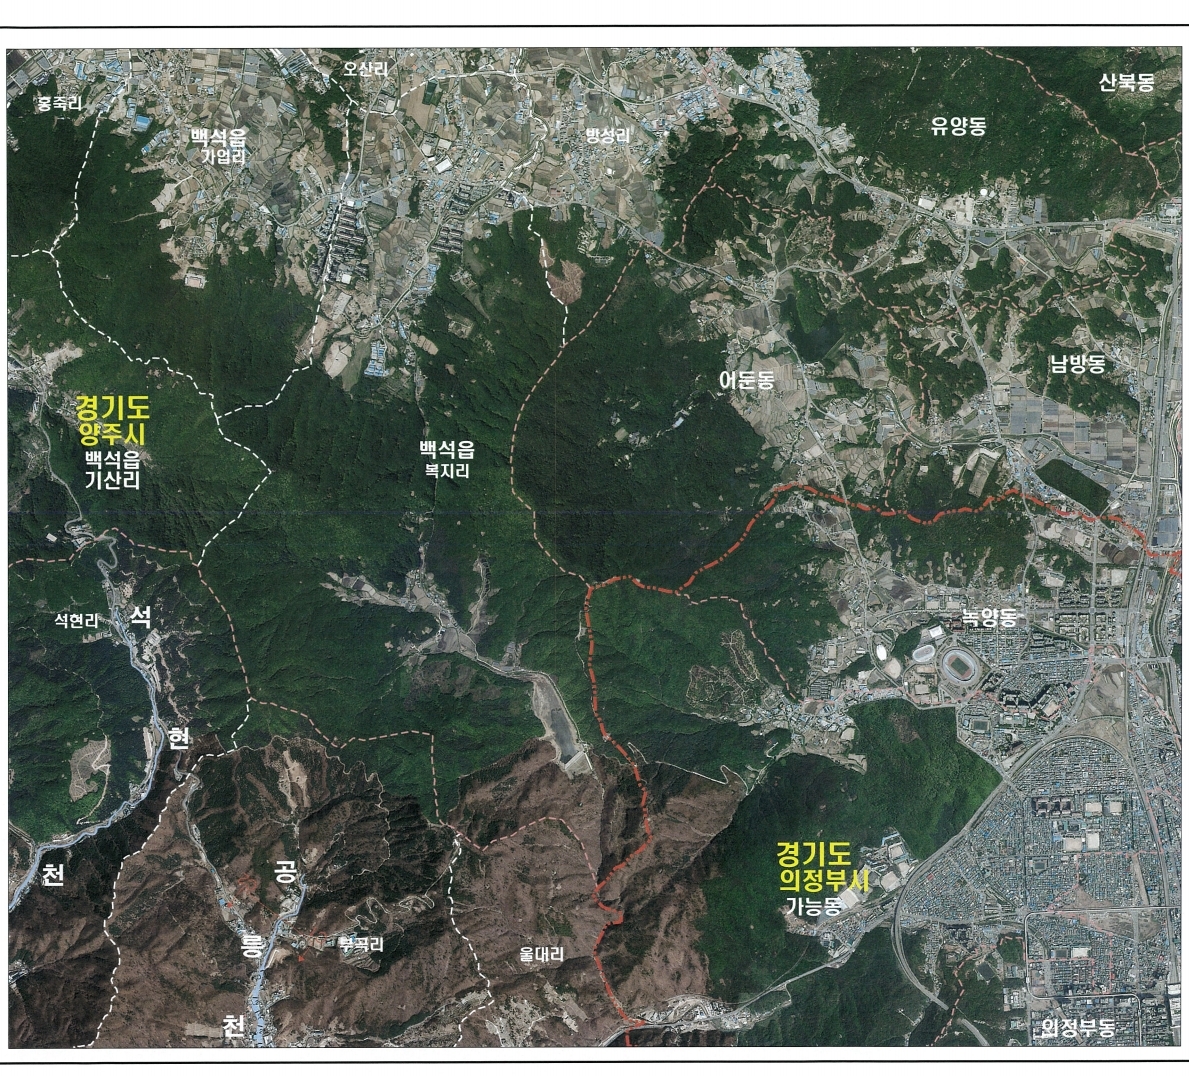 오산리
산북동
홍죽리
유양동
백석읍
가업리
방성리
남방동
어둔동
경기도
양주시
백석읍
기산리
백석읍
복지리
석현리
석
녹양동
현
경기도
의정부시
가능동
천
공
릉
부곡리
울대리
천
의정부동